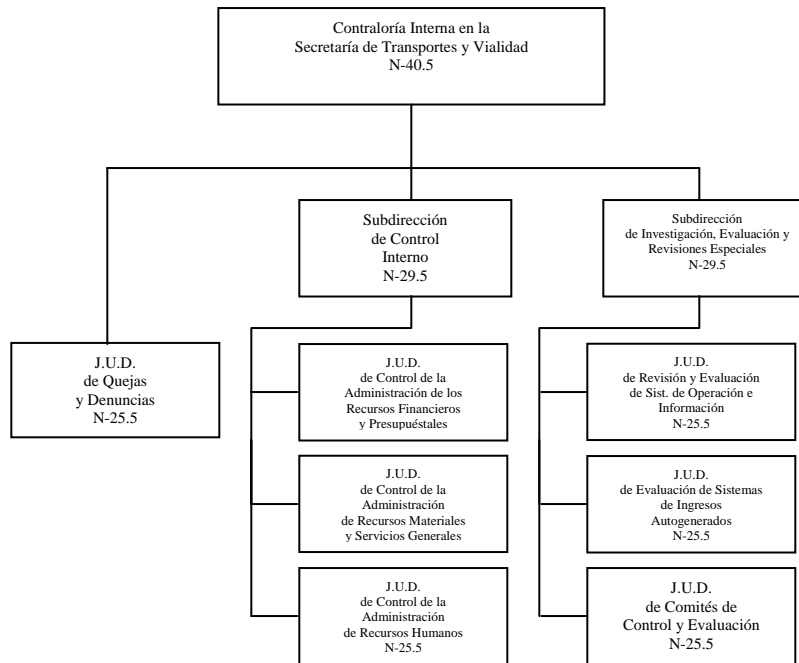 Contraloría Interna en la
Secretaría de Transportes y Vialidad
N-40.5
Subdirección
de Control
Interno
N-29.5
Subdirección
de Investigación, Evaluación y
Revisiones Especiales
N-29.5
J.U.D.
de Quejas
y Denuncias
N-25.5
J.U.D.
de Control de la
Administración de los
Recursos Financieros
y Presupuéstales
J.U.D.
de Revisión y Evaluación
de Sist. de Operación e
Información
N-25.5
J.U.D.
de Control de la
Administración
de Recursos Materiales
y Servicios Generales
J.U.D.
de Evaluación de Sistemas
de Ingresos
Autogenerados
N-25.5
J.U.D.
de Control de la
Administración
de Recursos Humanos
N-25.5
J.U.D.
de Comités de
Control y Evaluación
N-25.5